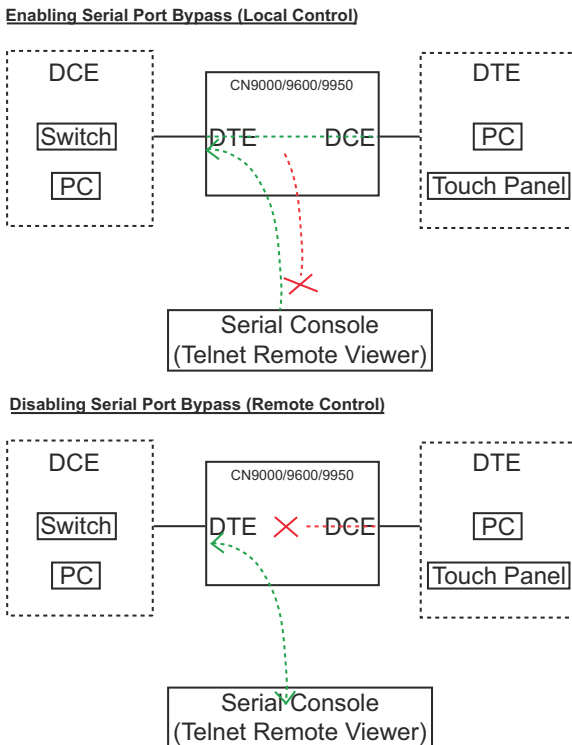 Enabling Serial Port Bypass (Local Control)
DCE
CN9000/9600/9950
DTE
Switch
DTE
DCE
PC
PC
Touch Panel
Serial Console
(Telnet Remote Viewer)
Disabling Serial Port Bypass (Remote Control)
DCE
CN9000/9600/9950
DTE
Switch
DTE
DCE
PC
PC
Touch Panel
Serial Console
(Telnet Remote Viewer)